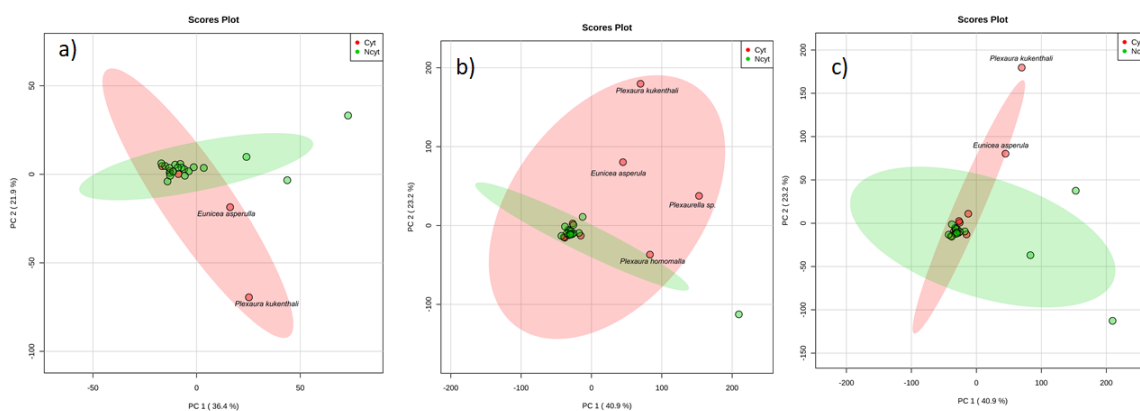 Scores Plot
a)
Cyt
Ncyt
50
0
-50
-100
PC 2 ( 21.9 %)
Eunicea asperulla
Plexaura kukenthali
-50
0
50
PC 1 ( 36.4 %)
Scores Plot
b)
Cyt
Ncyt
200
100
0
-100
PC 2 ( 23.2 %)
Plexaura kukenthali
Eunicea asperula
Plexaurella sp.
Plexaura homomalla
-200
-100
0
100
200
PC 1 ( 40.9 %)
Scores Plot
c)
Cyt
Ncyt
200
150
100
50
0
-50
-100
-150
PC 2 ( 23.2 %)
Plexaura kukenthali
Eunicea asperula
-200
-100
0
100
200
PC 1 ( 40.9 %)